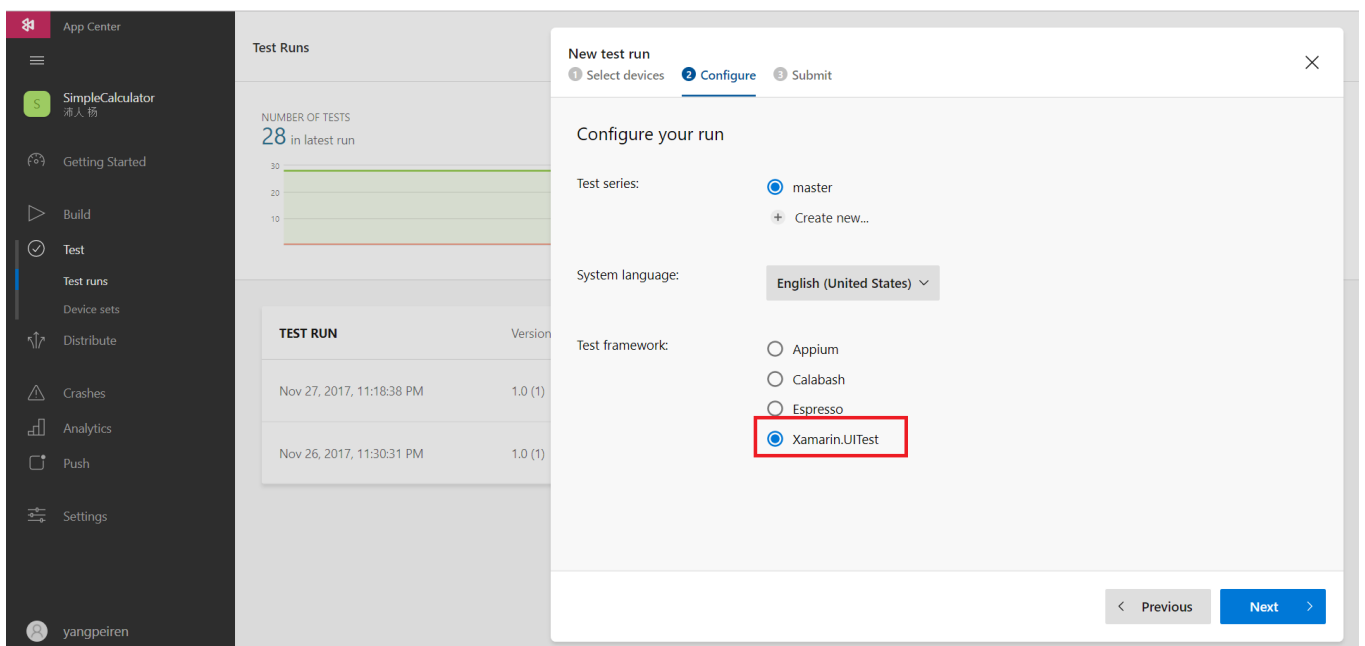 App Center
SimpleCalculator
沛人 杨
Getting Started
Build
Test
Test runs
Device sets
Distribute
Crashes
Analytics
Push
Settings
yangpeiren
Test Runs
NUMBER OF TESTS
28 in latest run
30
20
10
TEST RUN Version
Nov 27, 2017, 11:18:38 PM 1.0 (1)
Nov 26, 2017, 11:30:31 PM 1.0 (1)
New test run
1 Select devices 2 Configure 3 Submit
Configure your run
Test series:
master
+ Create new...
System language:
English (United States)
Test framework:
Appium
Calabash
Espresso
Xamarin.UITest
< Previous
Next >
S